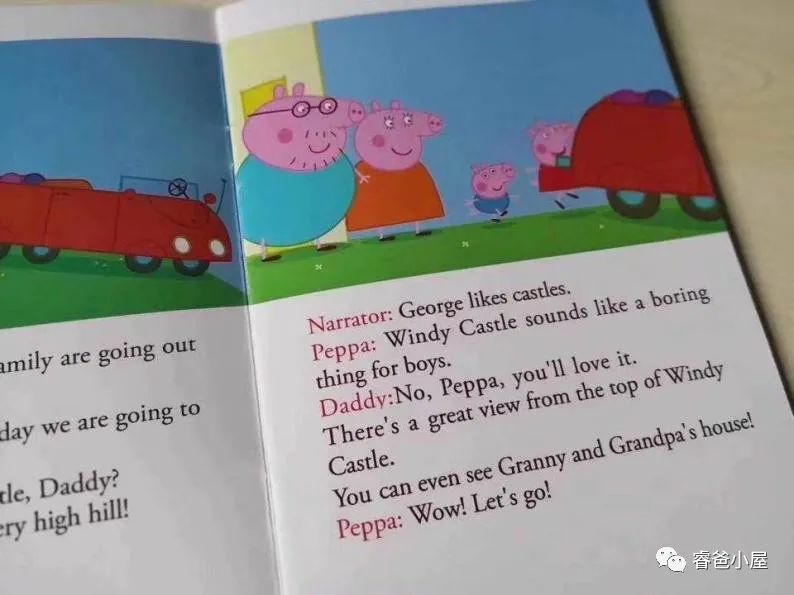 amily are going out
day we are going to
tle, Daddy?
ery high hill!
Narrator: George likes castles.
Peppa: Windy Castle sounds like a boring
thing for boys.
Daddy:No, Peppa, you'll love it.
There's a great view from the top of Windy
Castle.
You can even see Granny and Grandpa's house!
Peppa: Wow! Let's go!
睿爸小屋